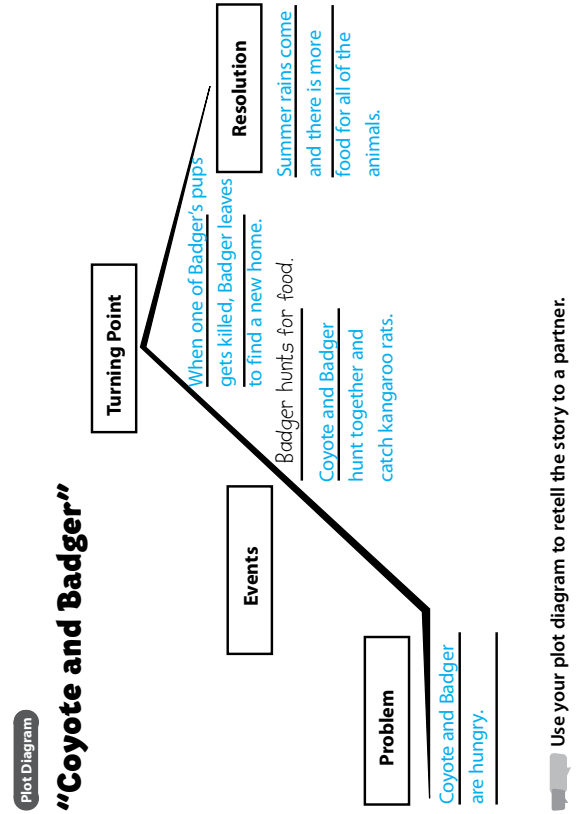 Plot Diagram
“Coyote and Badger”
Problem
Coyote and Badger
are hungry.
Events
Badger hunts for food.
Coyote and Badger
hunt together and
catch kangaroo rats.
Turning Point
When one of Badger’s pups
gets killed, Badger leaves
to find a new home.
Resolution
Summer rains come
and there is more
food for all of the
animals.
Use your plot diagram to retell the story to a partner.